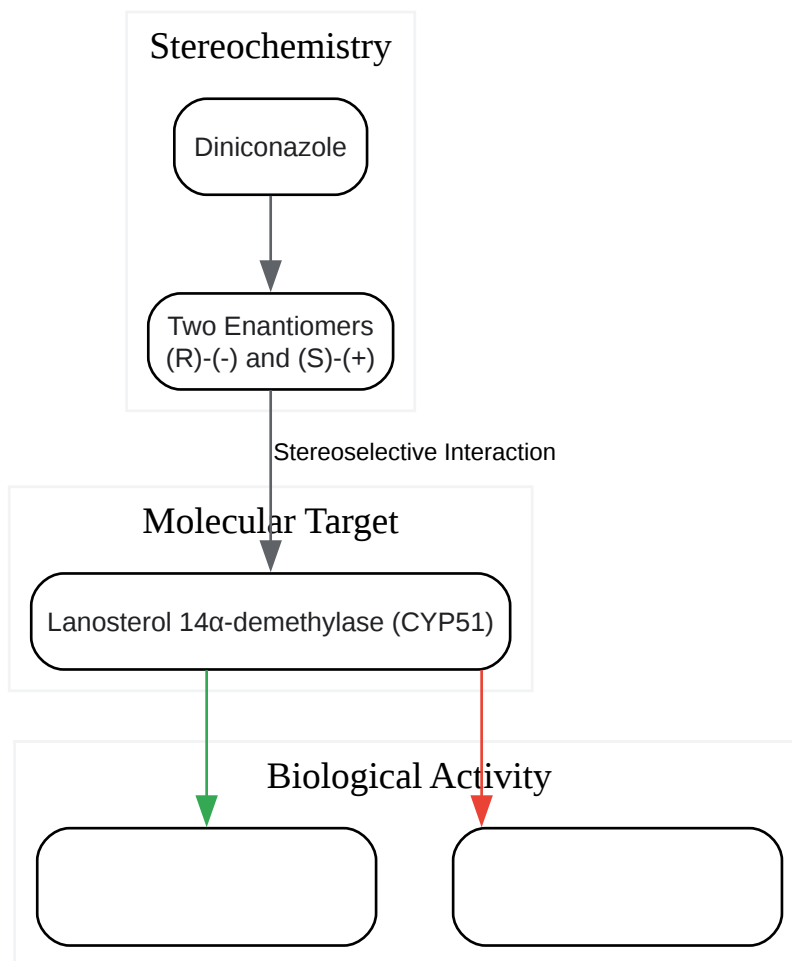 Stereochemistry
Diniconazole
Two Enantiomers
(R)-(-) and (S)-(+)
Stereoselective Interaction
Molecular Target
Lanosterol 14α-demethylase (CYP51)
Biological Activity